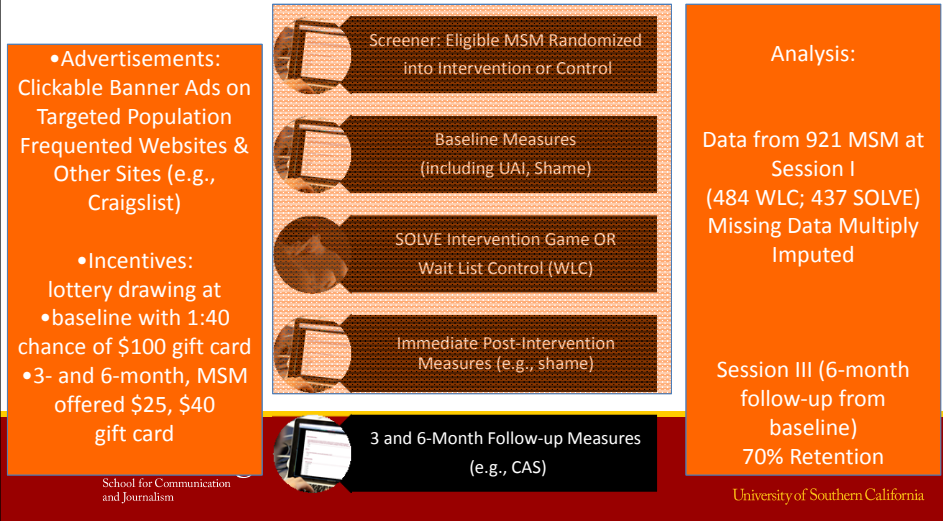 •Advertisements:
Clickable Banner Ads on
Targeted Population
Frequented Websites &
Other Sites (e.g.,
Craigslist)
•Incentives:
lottery drawing at
•baseline with 1:40
chance of $100 gift card
•3- and 6-month, MSM
offered $25, $40
gift card
Screener: Eligible MSM Randomized
into Intervention or Control
Baseline Measures
(including UAI, Shame)
SOLVE Intervention Game OR
Wait List Control (WLC)
Immediate Post-Intervention
Measures (e.g., shame)
3 and 6-Month Follow-up Measures
(e.g., CAS)
Analysis:
Data from 921 MSM at
Session I
(484 WLC; 437 SOLVE)
Missing Data Multiply
Imputed
Session III (6-month
follow-up from
baseline)
70% Retention
School for Communication
and Journalism
University of Southern California